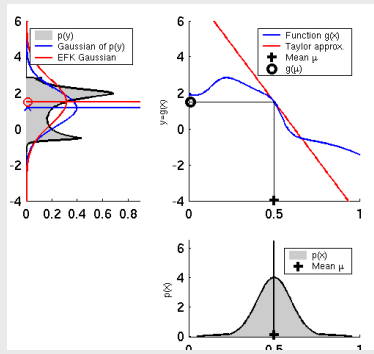 6
4
2
0
-2
-4
0 0.2 0.4 0.6 0.8
p(y)
Gaussian of p(y)
EFK Gaussian
6
4
2
0
-2
-4
0 0.5 1
y=g(x)
Function g(x)
Taylor approx.
Mean μ
g(μ)
6
4
2
0
0 0.5 1
p(x)
p(x)
Mean μ